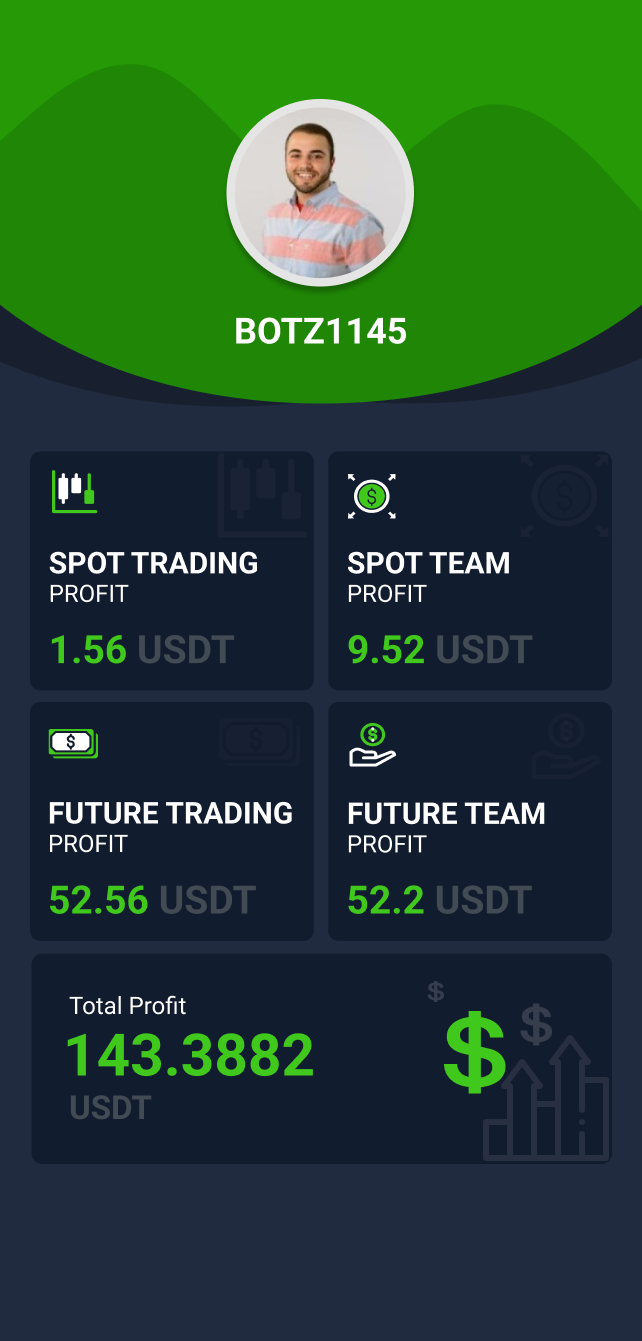 BOTZ1145
SPOT TRADING
PROFIT
1.56 USDT
SPOT TEAM
PROFIT
9.52 USDT
FUTURE TRADING
PROFIT
52.56 USDT
FUTURE TEAM
PROFIT
52.2 USDT
Total Profit
143.3882
USDT